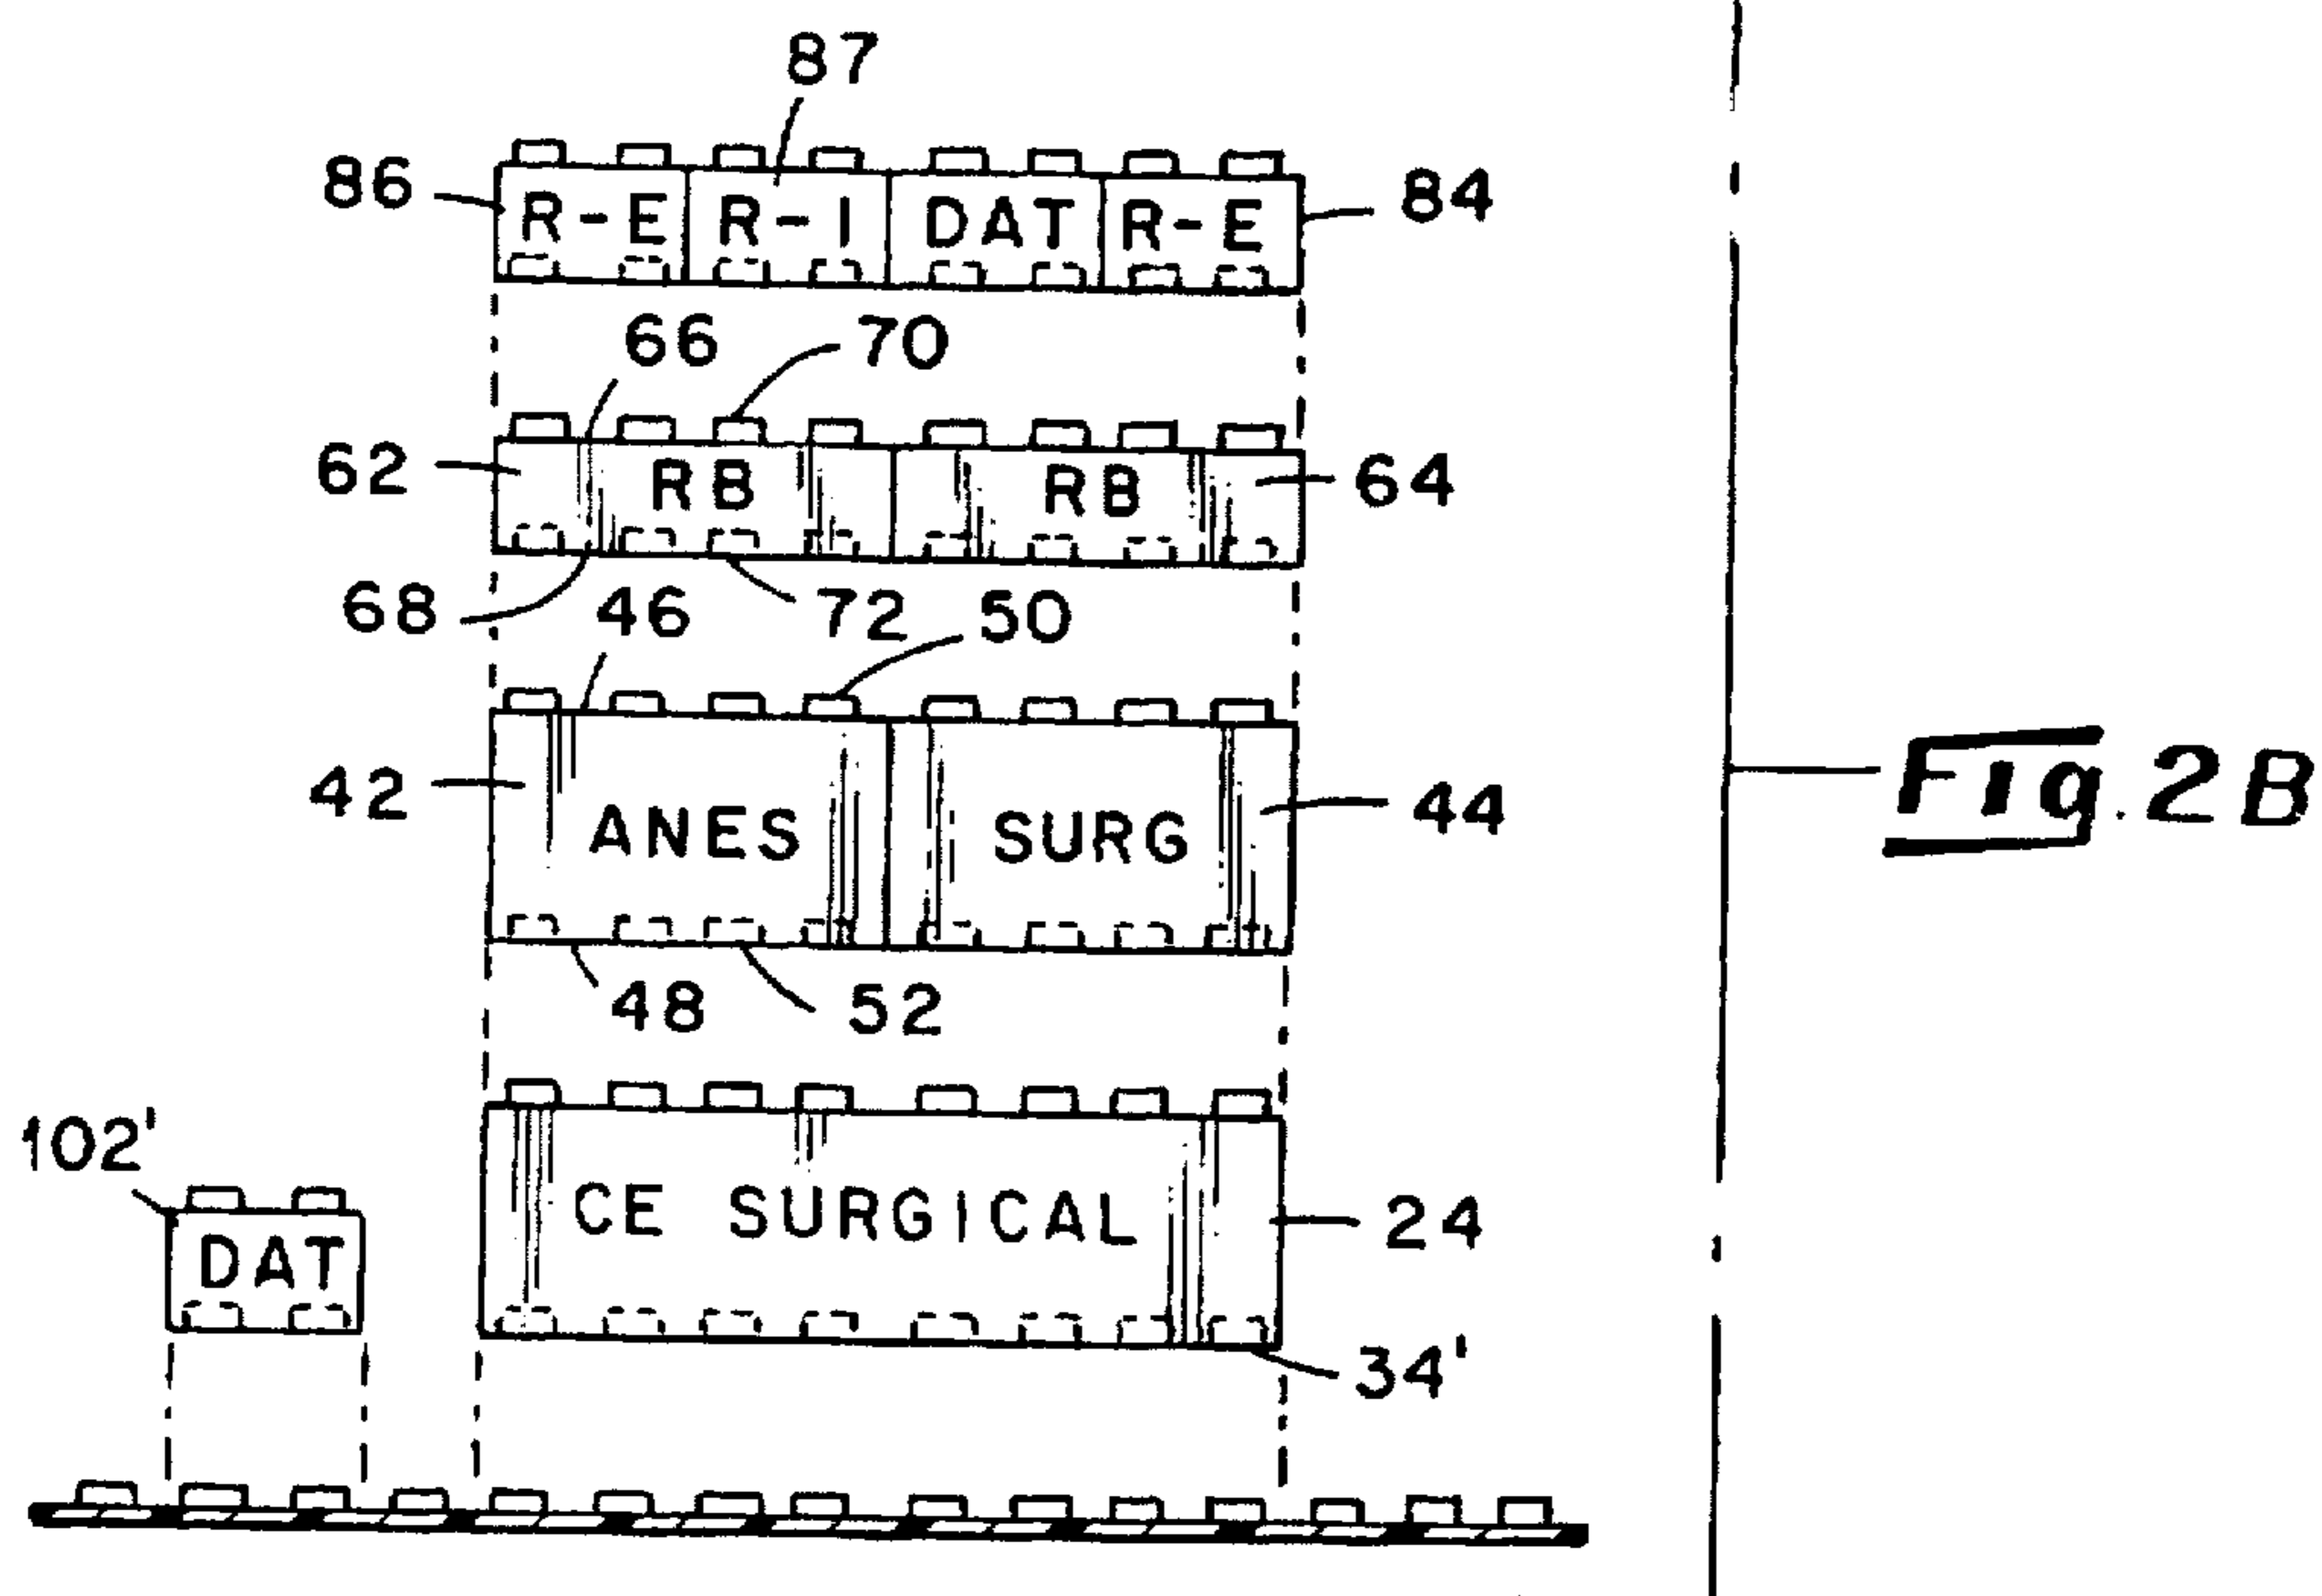 87
86 R-E R-I DAT R-E 84
66 70
62 RB RB 64
68 46 72 50
42 ANES SURG 44
Fig. 2B
48 52
102'
CE SURGICAL 24
DAT
34'